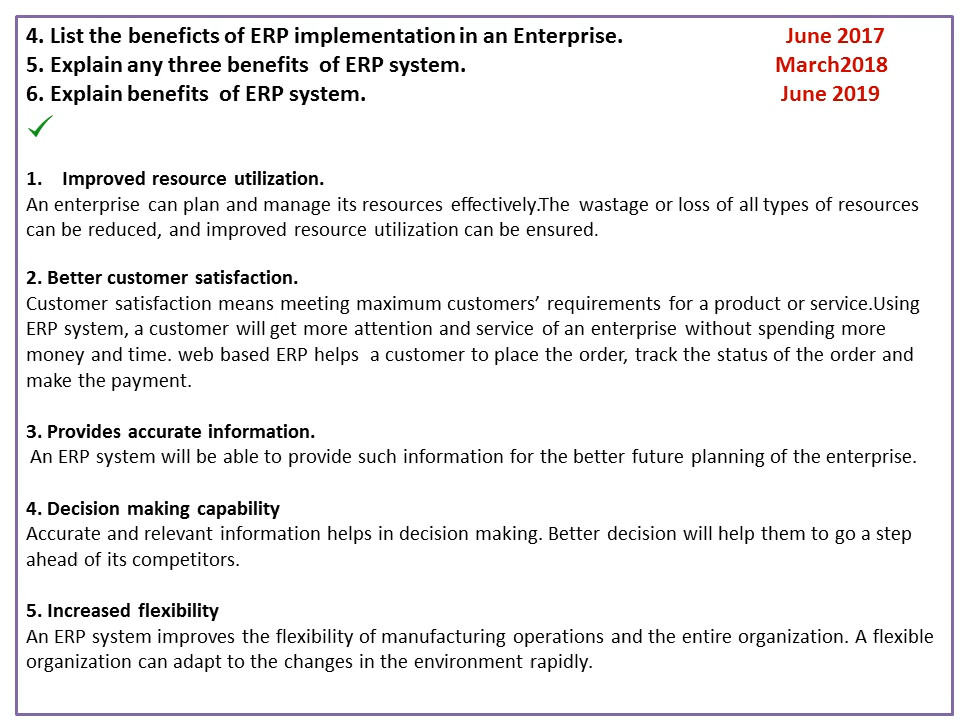 4. List the beneficts of ERP implementation in an Enterprise. June 2017
5. Explain any three benefits of ERP system. March2018
6. Explain benefits of ERP system. June 2019
1. Improved resource utilization.
An enterprise can plan and manage its resources effectively.The wastage or loss of all types of resources
can be reduced, and improved resource utilization can be ensured.
2. Better customer satisfaction.
Customer satisfaction means meeting maximum customers’ requirements for a product or service.Using
ERP system, a customer will get more attention and service of an enterprise without spending more
money and time. web based ERP helps a customer to place the order, track the status of the order and
make the payment.
3. Provides accurate information.
An ERP system will be able to provide such information for the better future planning of the enterprise.
4. Decision making capability
Accurate and relevant information helps in decision making. Better decision will help them to go a step
ahead of its competitors.
5. Increased flexibility
An ERP system improves the flexibility of manufacturing operations and the entire organization. A flexible
organization can adapt to the changes in the environment rapidly.